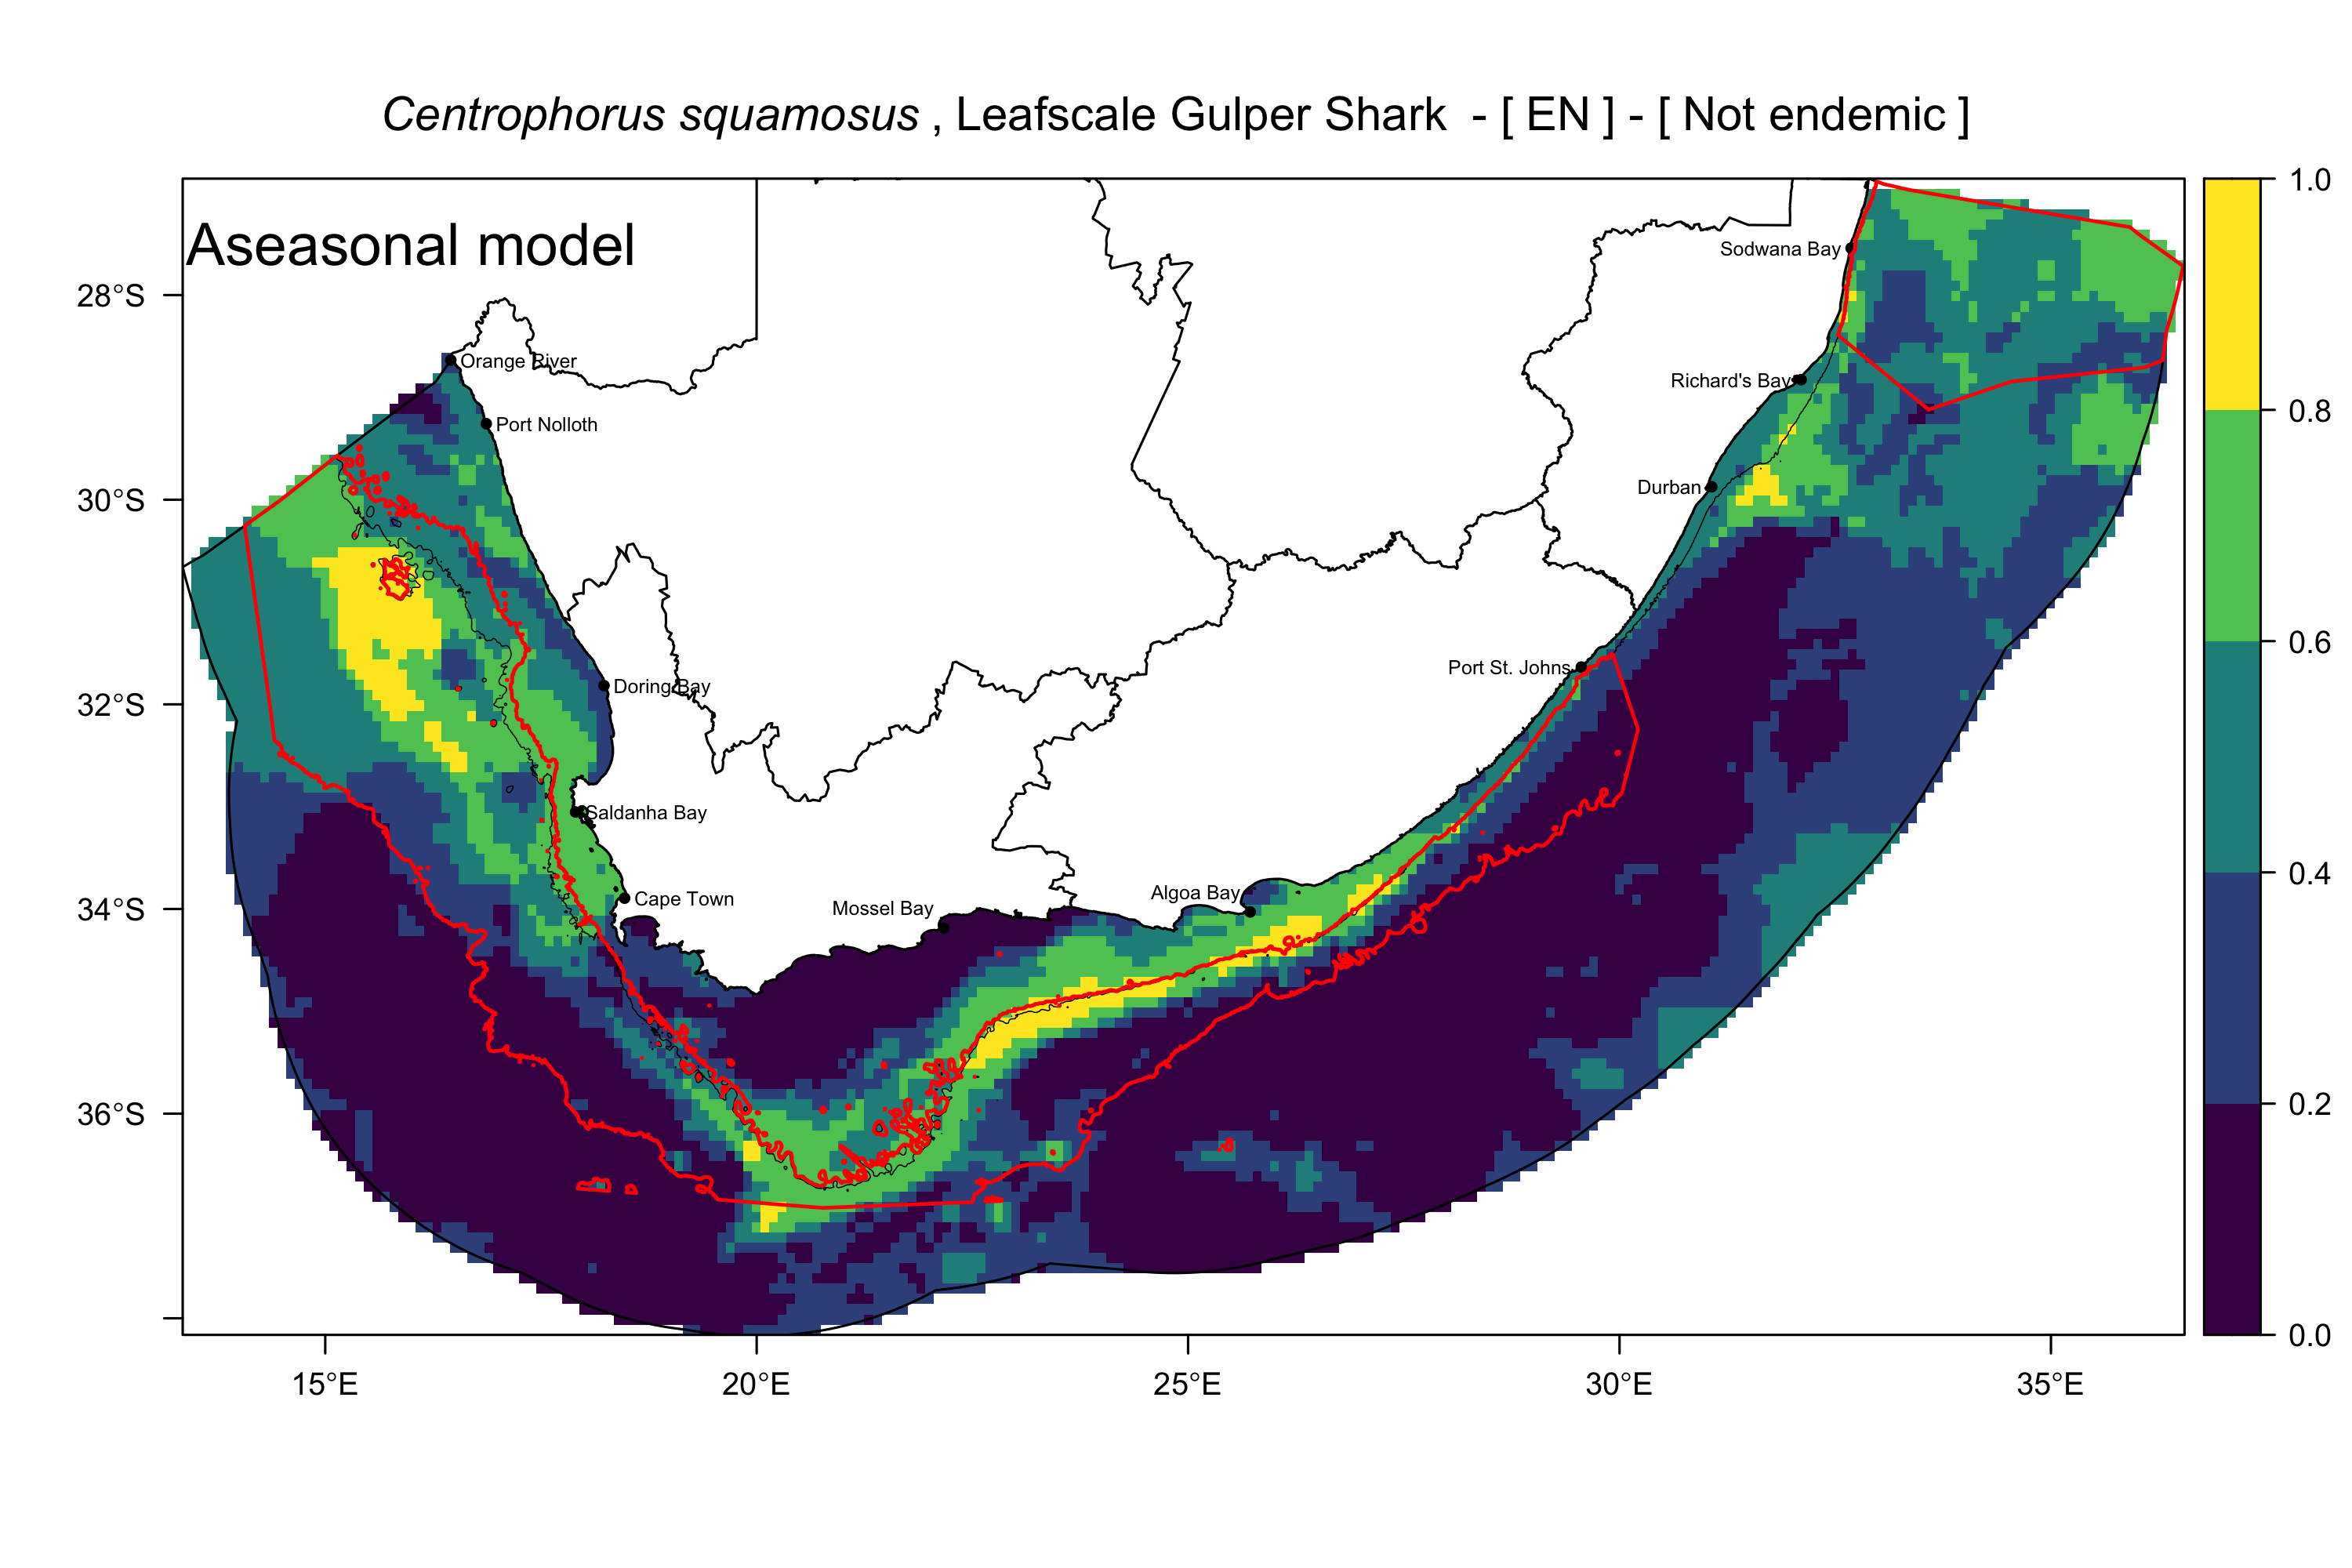 Centrophorus squamosus , Leafscale Gulper Shark - [ EN ] - [ Not endemic ]
Aseasonal model
1.0
0.8
0.6
0.4
0.2
0.0
28°S
30°S
32°S
34°S
36°S
15°E
20°E
25°E
30°E
35°E
Sodwana Bay
Orange River
Richard's Bay
Port Nolloth
Durban
Port St. Johns
Doring Bay
Saldanha Bay
Algoa Bay
Cape Town
Mossel Bay